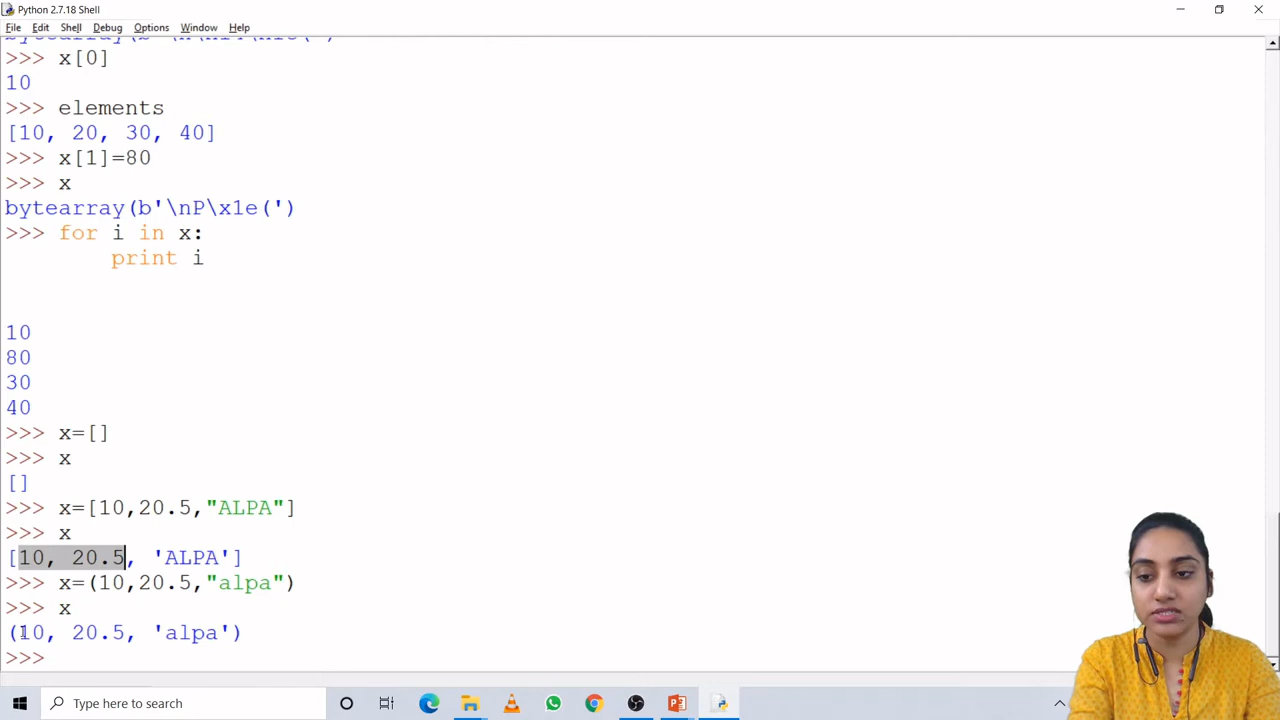 Python 2.7.18 Shell
File Edit Shell Debug Options Window Help
>>> x[0]
10
>>> elements
[10, 20, 30, 40]
>>> x[1]=80
>>> x
bytearray(b'\nP\x1e(')
>>> for i in x:
print i
10
80
30
40
>>> x=[]
>>> x
[]
>>> x=[10,20.5,"ALPA"]
>>> x
[10, 20.5, 'ALPA']
>>> x=(10,20.5,"alpa")
>>> x
(10, 20.5, 'alpa')
>>>
Type here to search